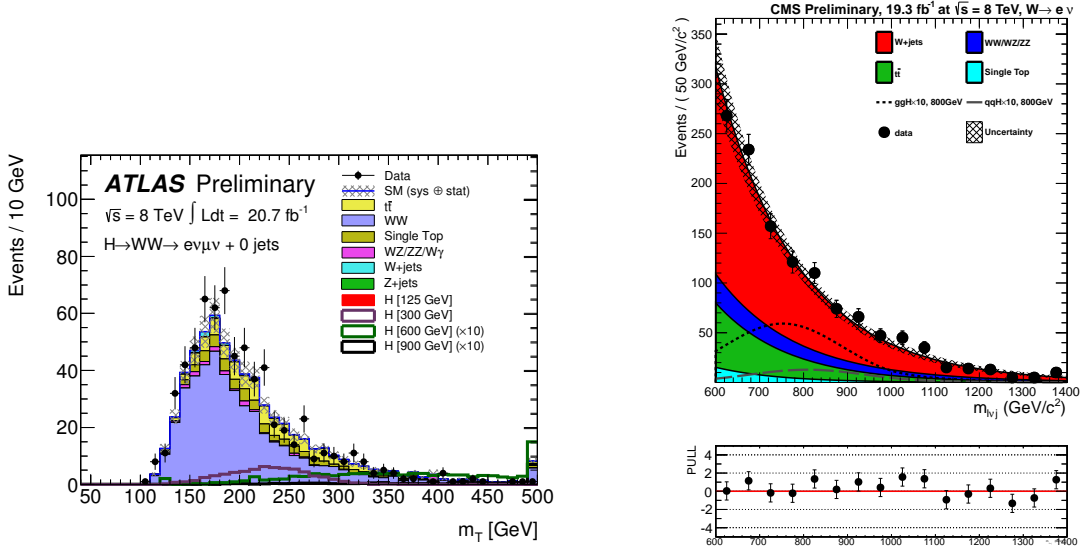 ATLAS Preliminary
√s = 8 TeV ∫ Ldt = 20.7 fb⁻¹
H→WW→ eνμν + 0 jets
Data
SM (sys ⊕ stat)
tt̄
WW
Single Top
WZ/ZZ/Wγ
W+jets
Z+jets
H [125 GeV]
H [300 GeV]
H [600 GeV] (×10)
H [900 GeV] (×10)
Events / 10 GeV
100
80
60
40
20
0
50 100 150 200 250 300 350 400 450 500
m_T [GeV]
CMS Preliminary, 19.3 fb⁻¹ at √s = 8 TeV, W→ e ν
W+jets
WW/WZ/ZZ
tt̄
Single Top
ggH×10, 800GeV
qqH×10, 800GeV
data
Uncertainty
Events / ( 50 GeV/c² )
350
300
250
200
150
100
50
600 700 800 900 1000 1100 1200 1300 1400
m_lνj (GeV/c²)
PULL
4
2
0
-2
-4
600 700 800 900 1000 1100 1200 1300 1400